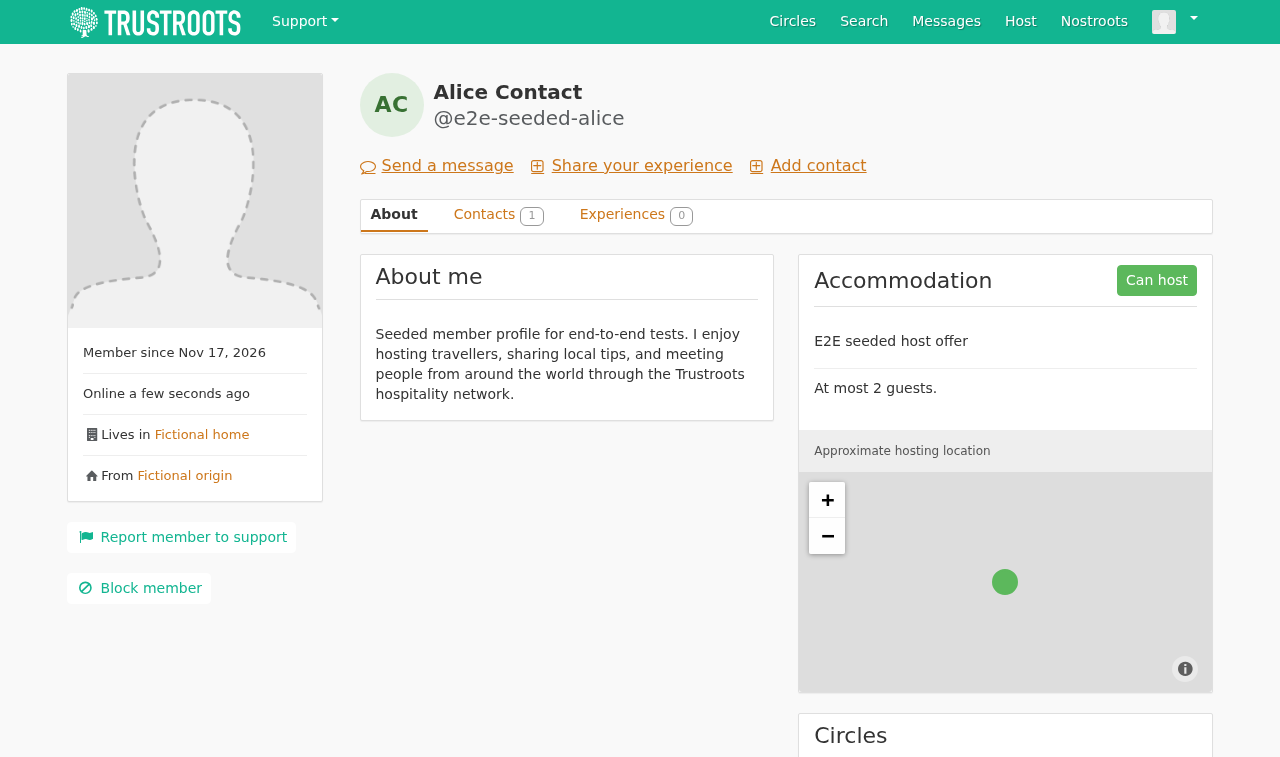 TRUSTROOTS
Support
Circles
Search
Messages
Host
Nostroots
Member since Nov 17, 2026
Online a few seconds ago
Lives in Fictional home
From Fictional origin
Report member to support
Block member
AC
Alice Contact
@e2e-seeded-alice
Send a message
Share your experience
Add contact
About
Contacts 1
Experiences 0
About me
Seeded member profile for end-to-end tests. I enjoy
hosting travellers, sharing local tips, and meeting
people from around the world through the Trustroots
hospitality network.
Accommodation
Can host
E2E seeded host offer
At most 2 guests.
Approximate hosting location
+
−
Circles